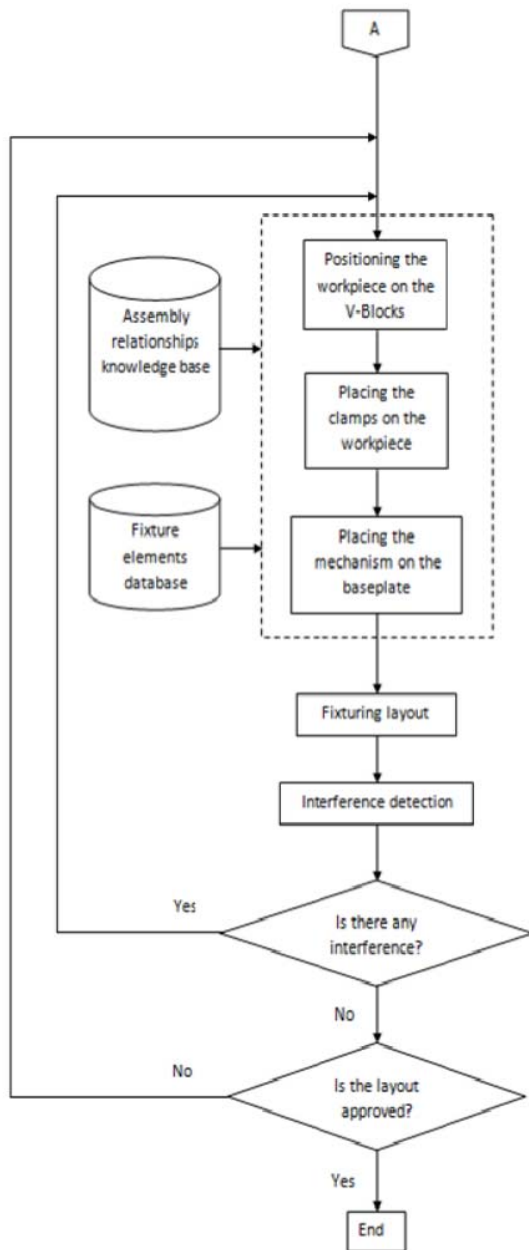 A
Positioning the
workpiece on the
V-Blocks
Assembly
relationships
knowledge base
Placing the
clamps on the
workpiece
Fixture
elements
database
Placing the
mechanism on the
baseplate
Fixturing layout
Interference detection
Yes
Is there any
interference?
No
No
Is the layout
approved?
Yes
End